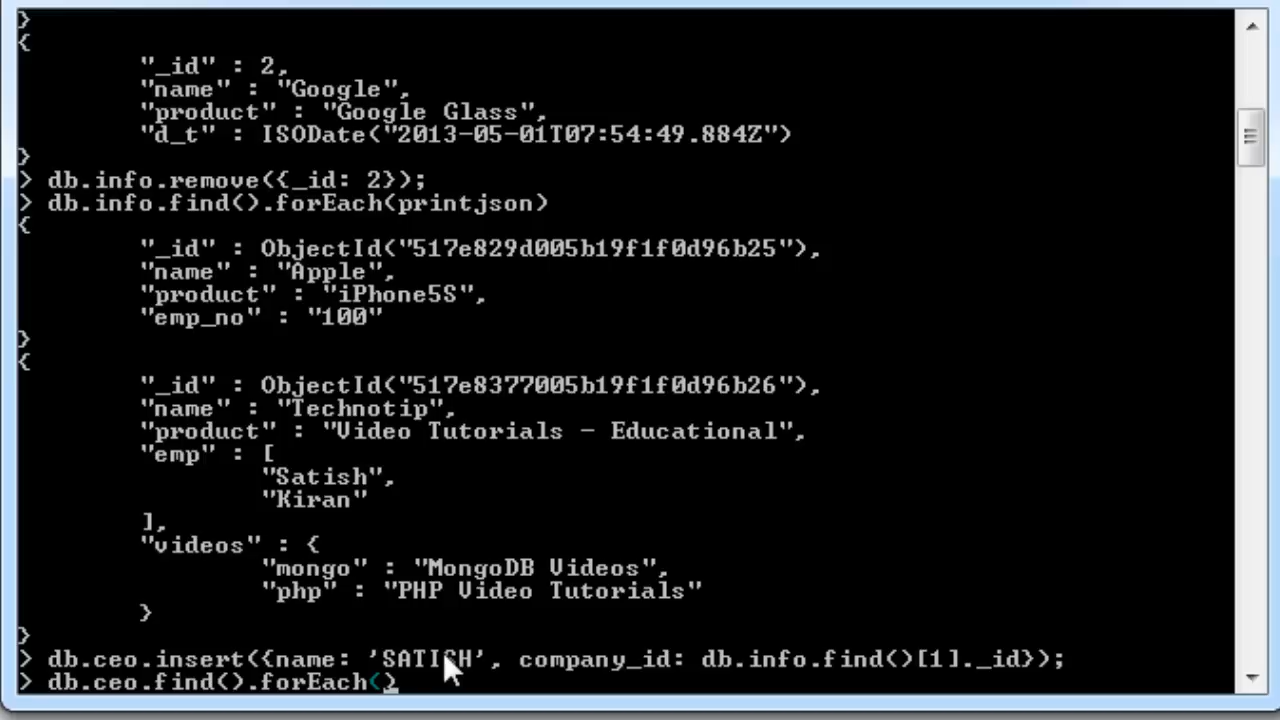 }
{
"_id" : 2,
"name" : "Google",
"product" : "Google Glass",
"d_t" : ISODate("2013-05-01T07:54:49.884Z")
}
> db.info.remove({_id: 2});
> db.info.find().forEach(printjson)
{
"_id" : ObjectId("517e829d005b19f1f0d96b25"),
"name" : "Apple",
"product" : "iPhone5S",
"emp_no" : "100"
}
{
"_id" : ObjectId("517e8377005b19f1f0d96b26"),
"name" : "Technotip",
"product" : "Video Tutorials - Educational",
"emp" : [
"Satish",
"Kiran"
],
"videos" : {
"mongo" : "MongoDB Videos",
"php" : "PHP Video Tutorials"
}
}
> db.ceo.insert({name: 'SATISH', company_id: db.info.find()[1]._id});
> db.ceo.find().forEach()